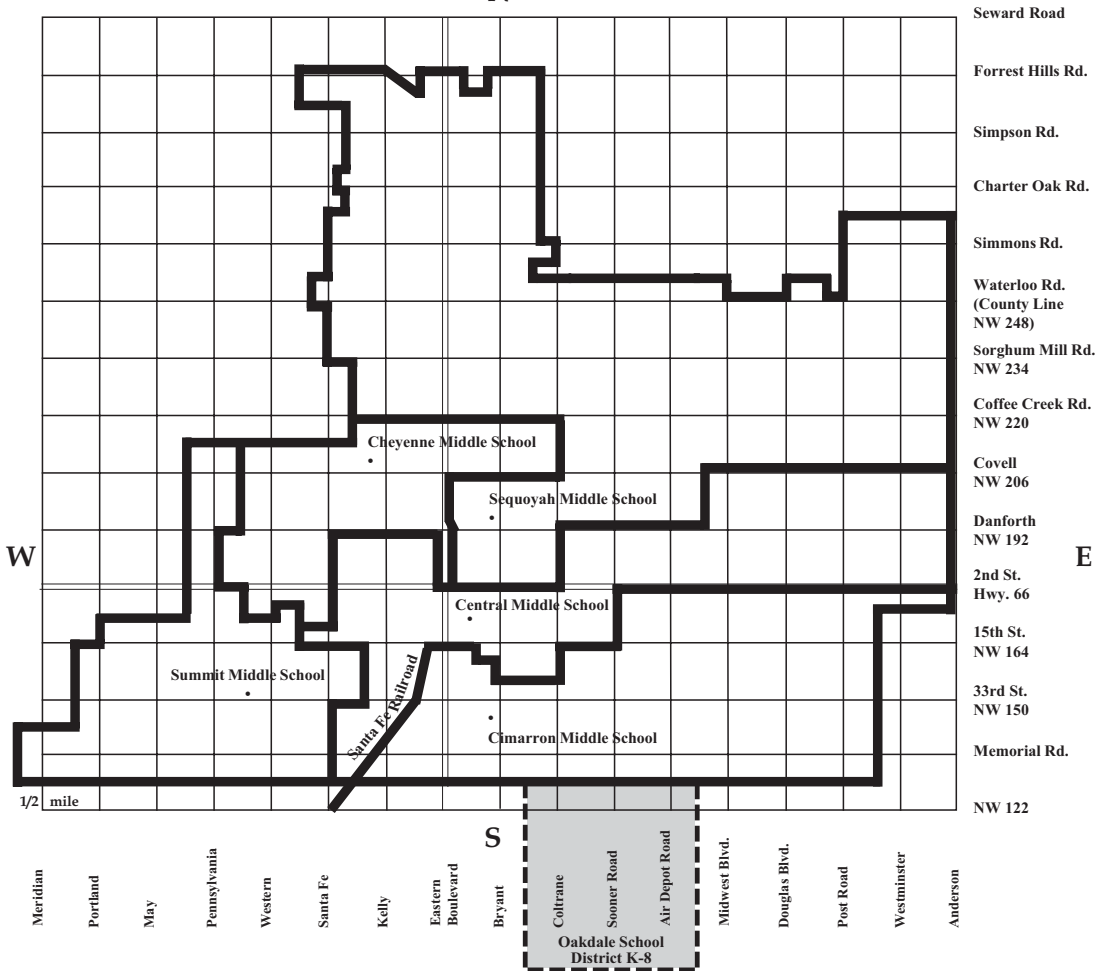 Seward Road
Forrest Hills Rd.
Simpson Rd.
Charter Oak Rd.
Simmons Rd.
Waterloo Rd.
(County Line
NW 248)
Sorghum Mill Rd.
NW 234
Coffee Creek Rd.
NW 220
Cheyenne Middle School
Covell
NW 206
Sequoyah Middle School
Danforth
NW 192
W
E
2nd St.
Hwy. 66
Central Middle School
15th St.
NW 164
Summit Middle School
Santa Fe Railroad
33rd St.
NW 150
Cimarron Middle School
Memorial Rd.
1/2 mile
NW 122
S
Meridian
Portland
May
Pennsylvania
Western
Santa Fe
Kelly
Eastern
Boulevard
Bryant
Coltrane
Sooner Road
Air Depot Road
Midwest Blvd.
Douglas Blvd.
Post Road
Westminster
Anderson
Oakdale School
District K-8